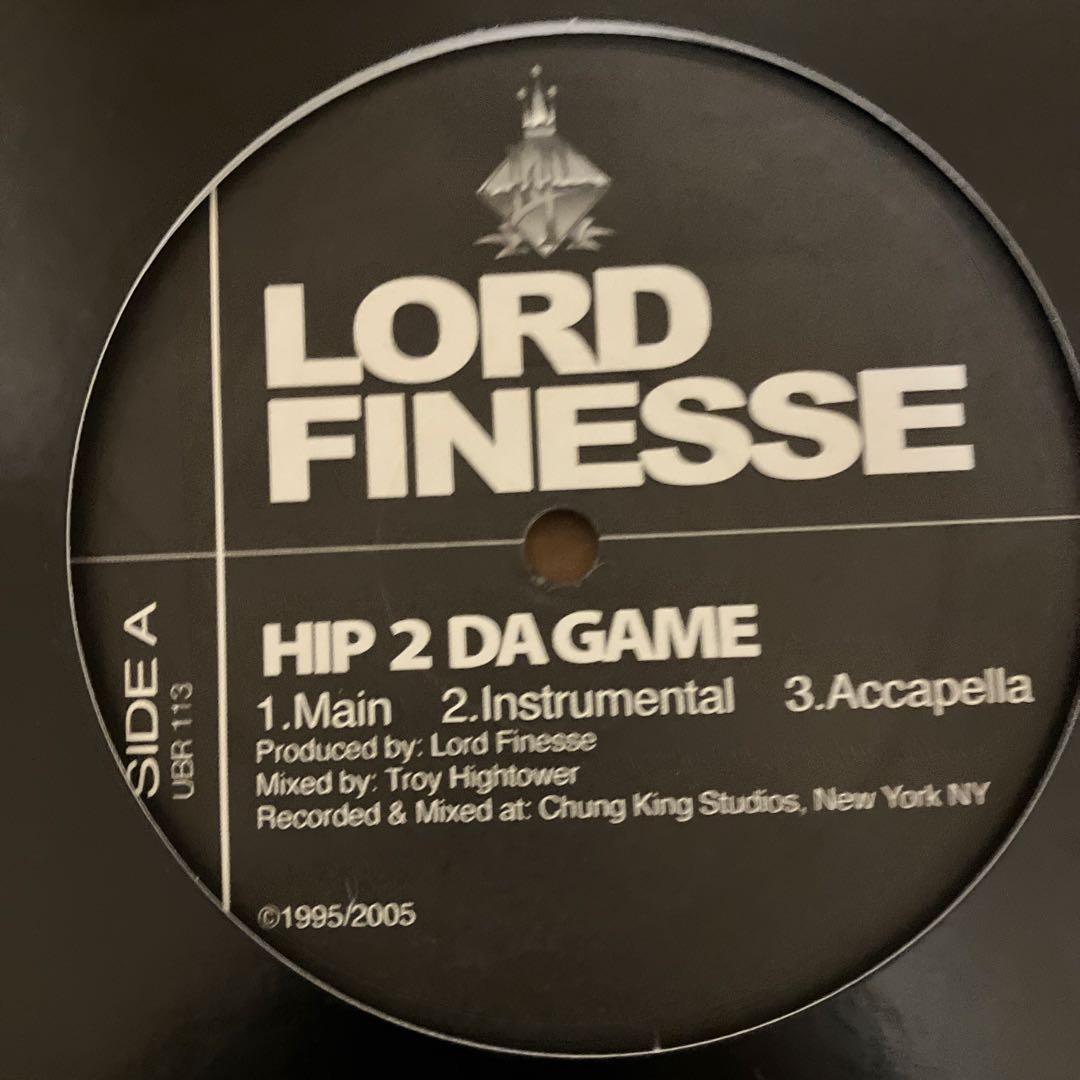 LORD
FINESSE
HIP 2 DA GAME
1.Main 2.Instrumental 3.Accapella
Produced by: Lord Finesse
Mixed by: Troy Hightower
Recorded & Mixed at: Chung King Studios, New York NY
©1995/2005
SIDE A
UBR 113